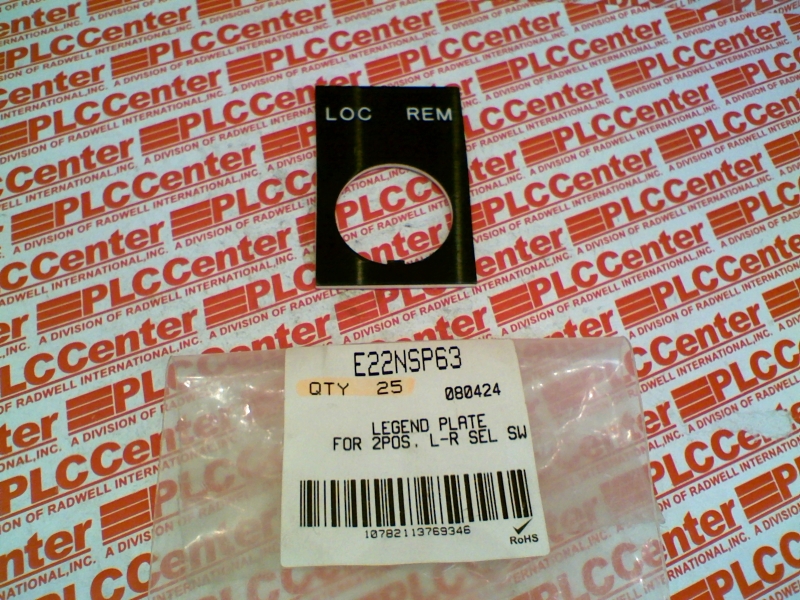 LOC REM
E22NSP63
QTY 25 080424
LEGEND PLATE
FOR 2POS. L-R SEL SW
10782113769346
RoHS
PLCCenter
A DIVISION OF RADWELL INTERNATIONAL, INC.